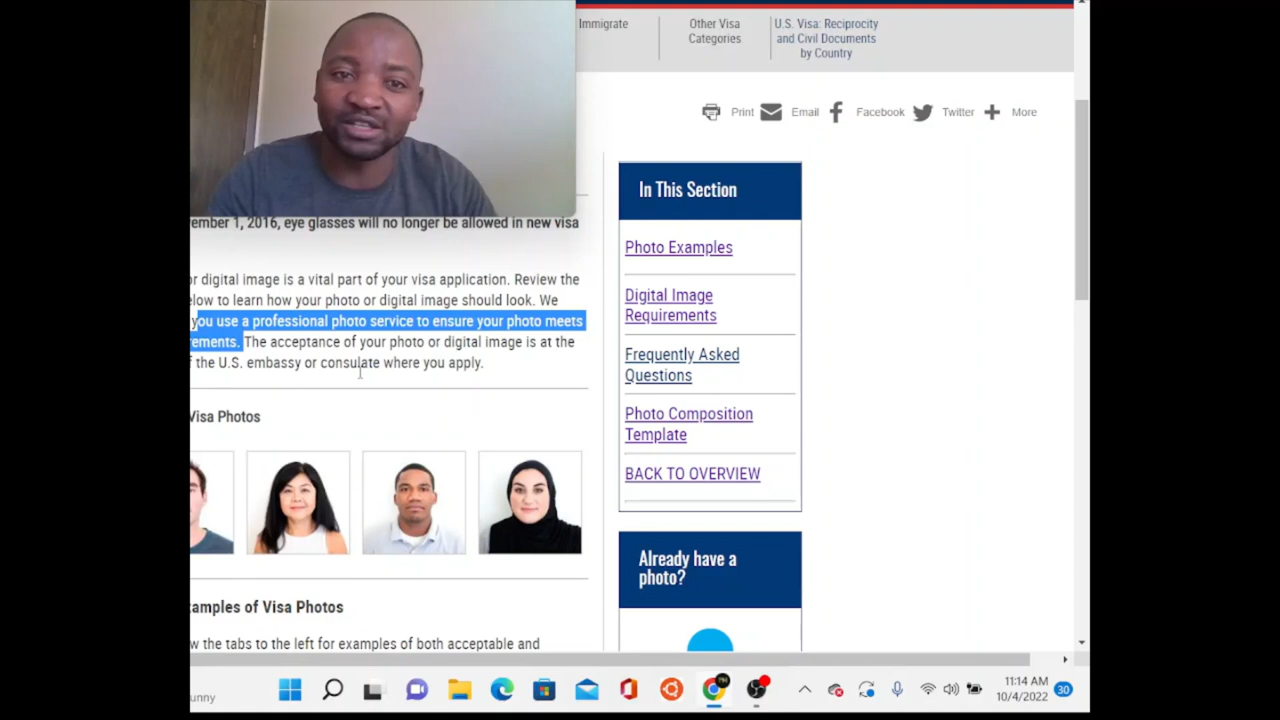 Immigrate
Other Visa
Categories
U.S. Visa: Reciprocity
and Civil Documents
by Country
Print
Email
Facebook
Twitter
More
ember 1, 2016, eye glasses will no longer be allowed in new visa
or digital image is a vital part of your visa application. Review the
elow to learn how your photo or digital image should look. We
you use a professional photo service to ensure your photo meets
rements. The acceptance of your photo or digital image is at the
f the U.S. embassy or consulate where you apply.
Visa Photos
amples of Visa Photos
w the tabs to the left for examples of both acceptable and
In This Section
Photo Examples
Digital Image
Requirements
Frequently Asked
Questions
Photo Composition
Template
BACK TO OVERVIEW
Already have a
photo?
unny
11:14 AM
10/4/2022
30